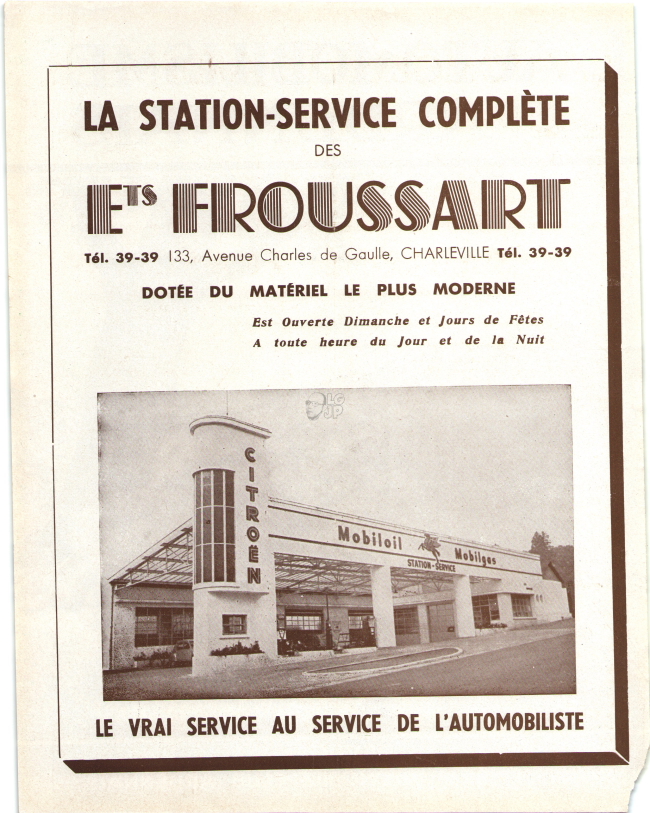 LA STATION-SERVICE COMPLÈTE
DES
ETS FROUSSART
Tél. 39-39 133, Avenue Charles de Gaulle, CHARLEVILLE Tél. 39-39
DOTÉE DU MATÉRIEL LE PLUS MODERNE
Est Ouverte Dimanche et Jours de Fêtes
A toute heure du Jour et de la Nuit
LG
JP
CITROËN
Mobiloil Mobilgas
STATION-SERVICE
LE VRAI SERVICE AU SERVICE DE L'AUTOMOBILISTE